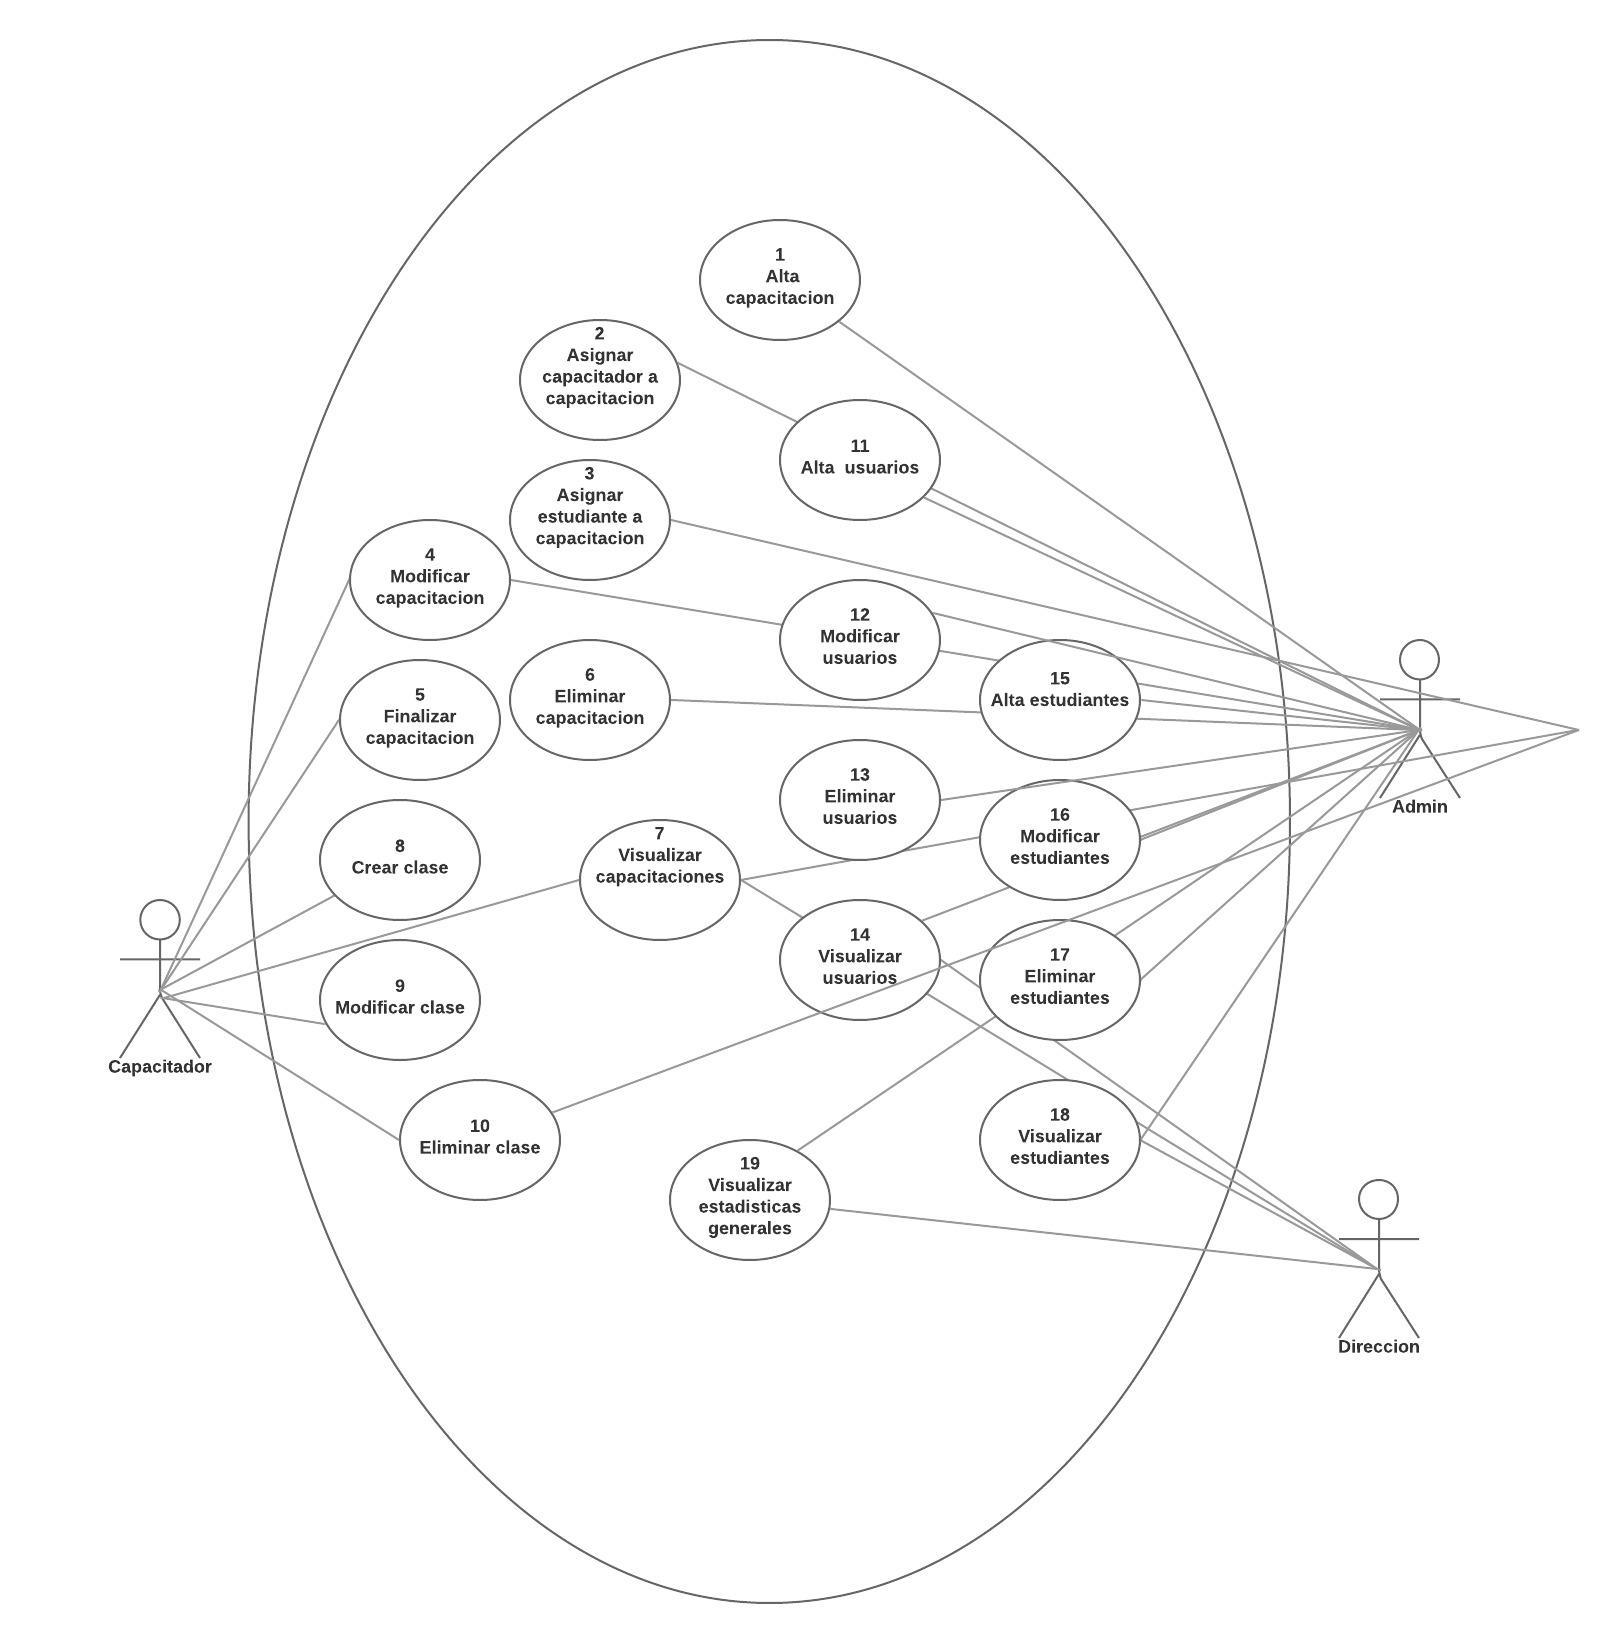 1
Alta
capacitacion
2
Asignar
capacitador a
capacitacion
11
Alta usuarios
3
Asignar
estudiante a
capacitacion
4
Modificar
capacitacion
12
Modificar
usuarios
6
Eliminar
capacitacion
15
Alta estudiantes
5
Finalizar
capacitacion
13
Eliminar
usuarios
Admin
16
Modificar
estudiantes
8
Crear clase
7
Visualizar
capacitaciones
14
Visualizar
usuarios
17
Eliminar
estudiantes
9
Modificar clase
Capacitador
10
Eliminar clase
18
Visualizar
estudiantes
19
Visualizar
estadisticas
generales
Direccion